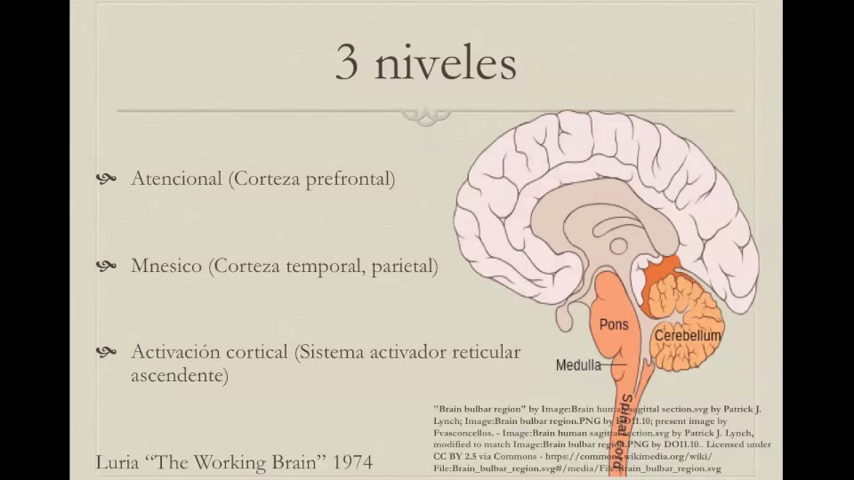 3 niveles
Atencional (Corteza prefrontal)
Mnesico (Corteza temporal, parietal)
Activación cortical (Sistema activador reticular
ascendente)
Luria “The Working Brain” 1974
Pons
Cerebellum
Medulla
Spinal cord
"Brain bulbar region" by Image:Brain human sagittal section.svg by Patrick J.
Lynch; Image:Brain bulbar region.PNG by DO11.10; present image by
Fvasconcellos. - Image:Brain human sagittal section.svg by Patrick J. Lynch,
modified to match Image:Brain bulbar region.PNG by DO11.10.. Licensed under
CC BY 2.5 via Commons - https://commons.wikimedia.org/wiki/
File:Brain_bulbar_region.svg#/media/File:Brain_bulbar_region.svg